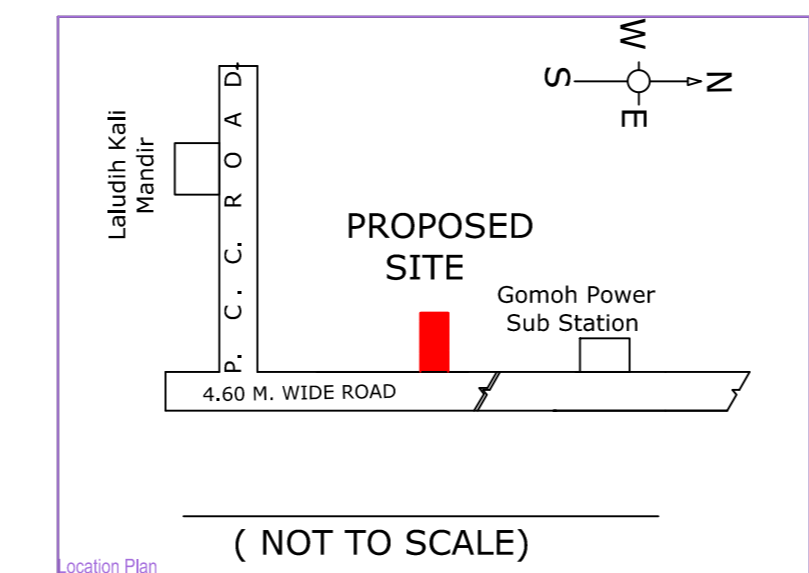 W
S
N
E
Laludih Kali
Mandir
P. C. C. ROAD.
PROPOSED
SITE
Gomoh Power
Sub Station
4.60 M. WIDE ROAD
( NOT TO SCALE)
Location Plan